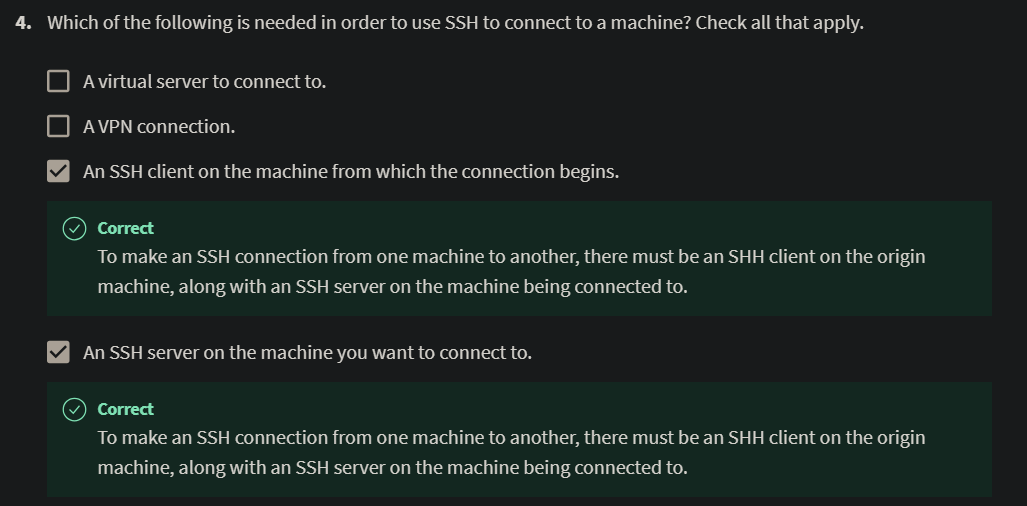 4. Which of the following is needed in order to use SSH to connect to a machine? Check all that apply.
A virtual server to connect to.
A VPN connection.
An SSH client on the machine from which the connection begins.
Correct
To make an SSH connection from one machine to another, there must be an SHH client on the origin
machine, along with an SSH server on the machine being connected to.
An SSH server on the machine you want to connect to.
Correct
To make an SSH connection from one machine to another, there must be an SHH client on the origin
machine, along with an SSH server on the machine being connected to.